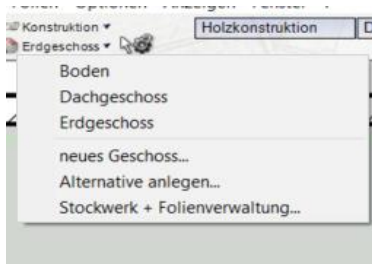 Konstruktion
Holzkonstruktion
Erdgeschoss
Boden
Dachgeschoss
Erdgeschoss
neues Geschoss...
Alternative anlegen...
Stockwerk + Folienverwaltung...